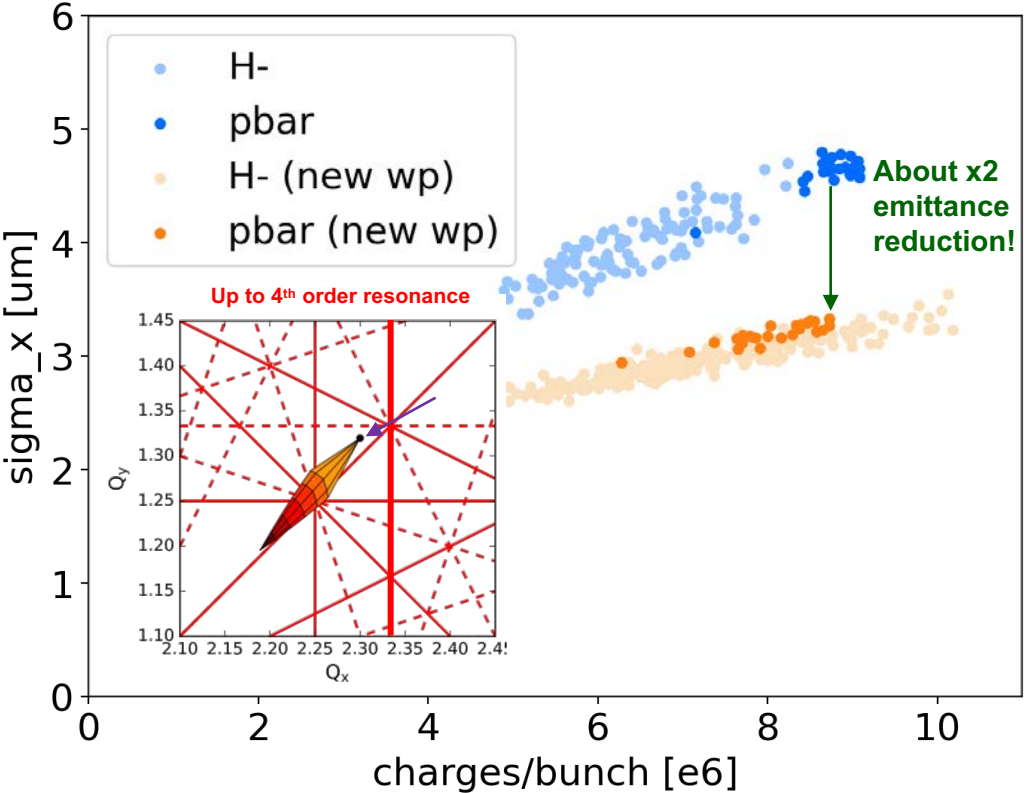 6
5
4
3
2
1
0
sigma_x [um]
H-
pbar
H- (new wp)
pbar (new wp)
About x2
emittance
reduction!
Up to 4th order resonance
1.45
1.40
1.35
1.30
1.25
1.20
1.15
1.10
Qy
2.10 2.15 2.20 2.25 2.30 2.35 2.40 2.45
Qx
0 2 4 6 8 10
charges/bunch [e6]